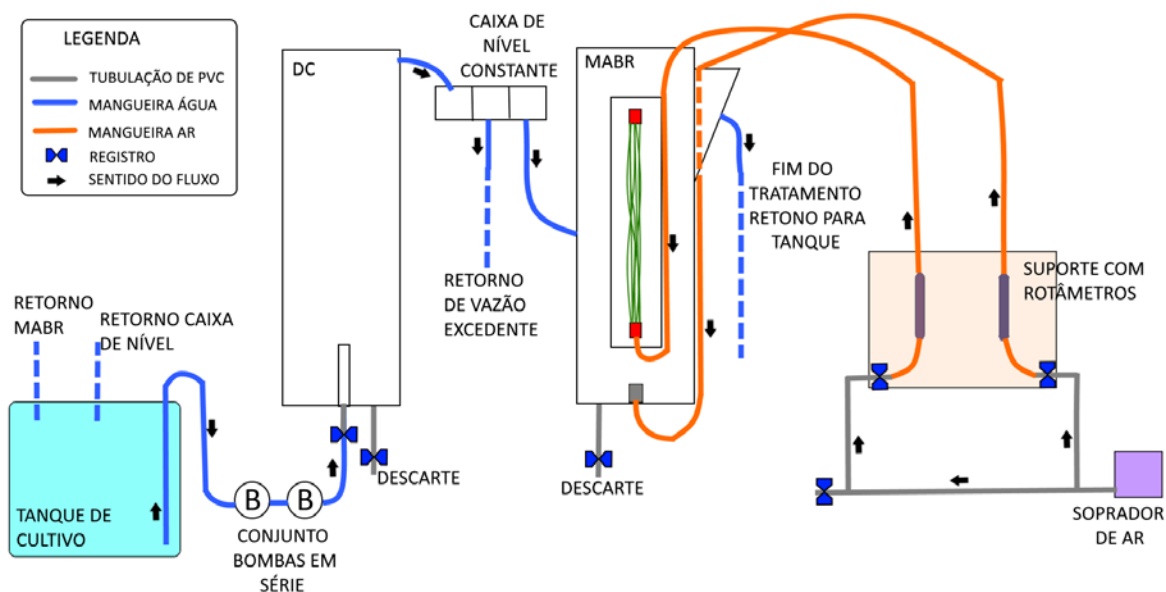 LEGENDA
TUBULAÇÃO DE PVC
MANGUEIRA ÁGUA
MANGUEIRA AR
REGISTRO
SENTIDO DO FLUXO
DC
CAIXA DE
NÍVEL
CONSTANTE
MABR
FIM DO
TRATAMENTO
RETONO PARA
TANQUE
SUPORTE COM
ROTÂMETROS
RETORNO
DE VAZÃO
EXCEDENTE
RETORNO
MABR
RETORNO CAIXA
DE NÍVEL
DESCARTE
DESCARTE
B
B
TANQUE DE
CULTIVO
CONJUNTO
BOMBAS EM
SÉRIE
SOPRADOR
DE AR